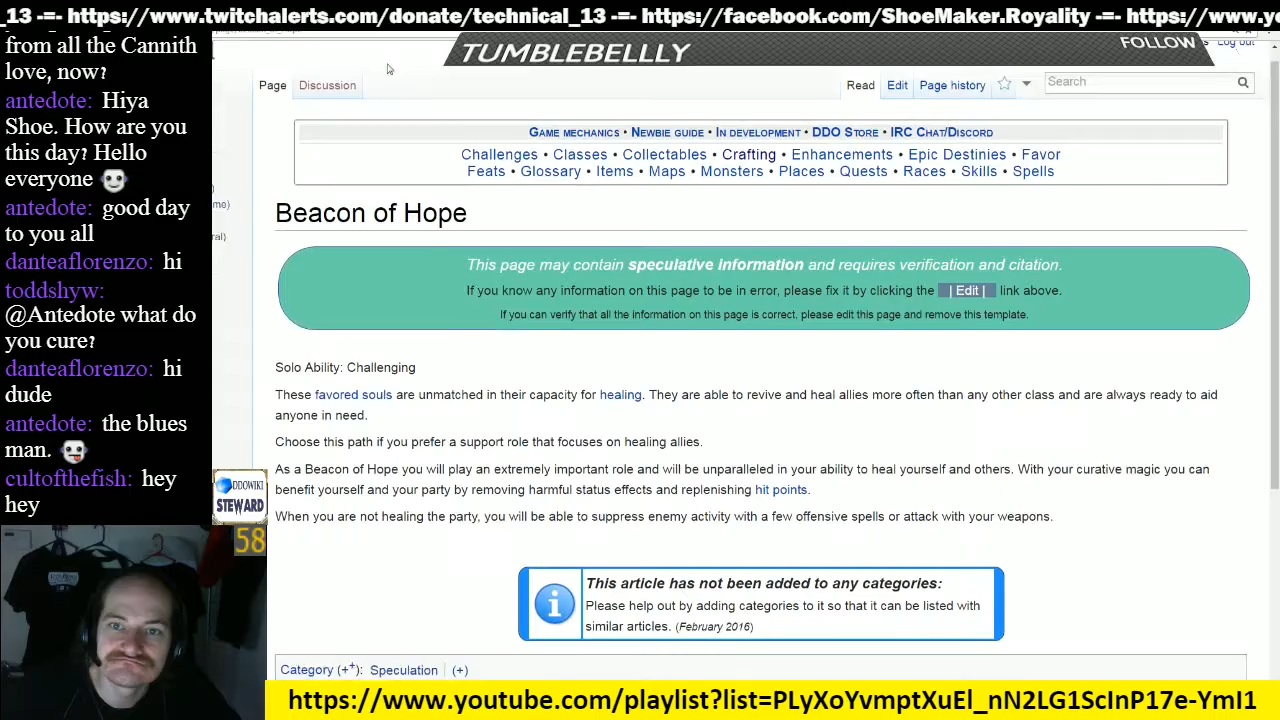 _13 -=- https://www.twitchalerts.com/donate/technical_13 -=- https://facebook.com/ShoeMaker.Royality -=- https://www.yo
from all the Cannith
love, now?
antedote: Hiya
Shoe. How are you
this day? Hello
everyone
antedote: good day
to you all
danteaflorenzo: hi
toddshyw:
@Antedote what do
you cure?
danteaflorenzo: hi
dude
antedote: the blues
man.
cultofthefish: hey
hey
TUMBLEBELLLY
FOLLOW
Log out
Page Discussion Read Edit Page history Search
GAME MECHANICS • NEWBIE GUIDE • IN DEVELOPMENT • DDO STORE • IRC CHAT/DISCORD
Challenges • Classes • Collectables • Crafting • Enhancements • Epic Destinies • Favor
Feats • Glossary • Items • Maps • Monsters • Places • Quests • Races • Skills • Spells
me)
ral)
Beacon of Hope
This page may contain speculative information and requires verification and citation.
If you know any information on this page to be in error, please fix it by clicking the | Edit | link above.
If you can verify that all the information on this page is correct, please edit this page and remove this template.
Solo Ability: Challenging
These favored souls are unmatched in their capacity for healing. They are able to revive and heal allies more often than any other class and are always ready to aid
anyone in need.
Choose this path if you prefer a support role that focuses on healing allies.
As a Beacon of Hope you will play an extremely important role and will be unparalleled in your ability to heal yourself and others. With your curative magic you can
benefit yourself and your party by removing harmful status effects and replenishing hit points.
When you are not healing the party, you will be able to suppress enemy activity with a few offensive spells or attack with your weapons.
DDOWIKI
STEWARD
58
This article has not been added to any categories:
Please help out by adding categories to it so that it can be listed with
similar articles. (February 2016)
Category (++): Speculation (+)
https://www.youtube.com/playlist?list=PLyXoYvmptXuEl_nN2LG1ScInP17e-YmI1